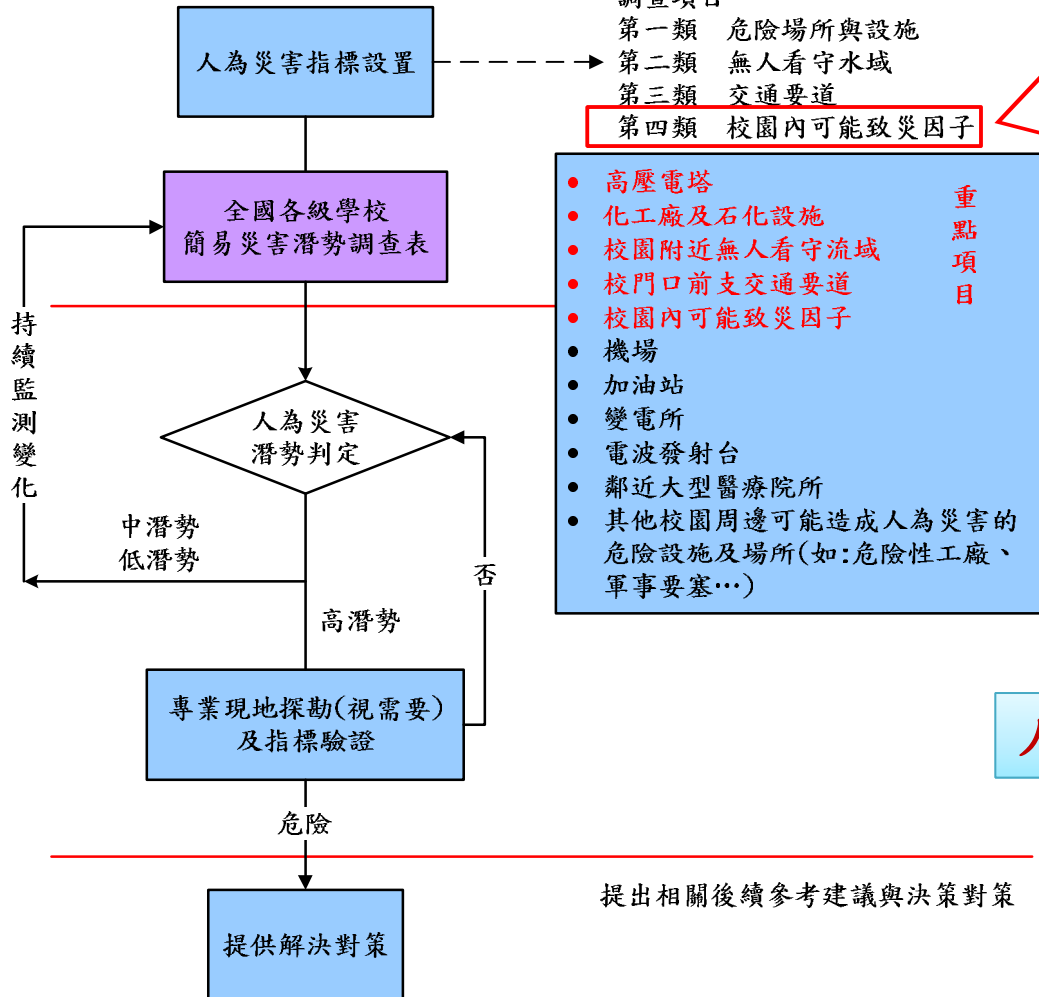 調查項目
第一類 危險場所與設施
第二類 無人看守水域
第三類 交通要道
第四類 校園內可能致災因子
人為災害指標設置
全國各級學校
簡易災害潛勢調查表
• 高壓電塔
• 化工廠及石化設施
• 校園附近無人看守流域
• 校門口前支交通要道
• 校園內可能致災因子
• 機場
• 加油站
• 變電所
• 電波發射台
• 鄰近大型醫療院所
• 其他校園周邊可能造成人為災害的
危險設施及場所(如:危險性工廠、
軍事要塞…)
重點項目
持續監測變化
人為災害
潛勢判定
中潛勢
低潛勢
否
高潛勢
專業現地探勘(視需要)
及指標驗證
危險
提出相關後續參考建議與決策對策
提供解決對策